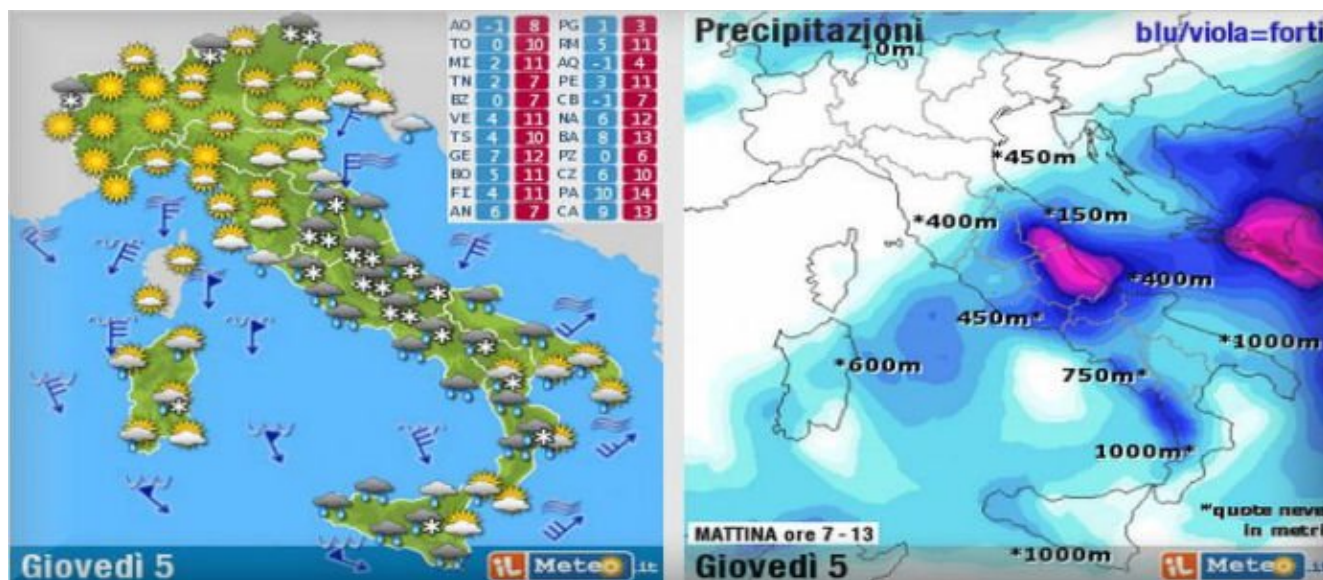 AO -1 8 PG 1 3
TO 0 10 RM 5 11
MI 2 11 AQ -1 4
TN 2 7 PE 3 11
BZ 0 7 CB -1 7
VE 4 11 NA 6 12
TS 4 10 BA 8 13
GE 7 12 PZ 0 6
BO 5 11 CZ 6 10
FI 4 11 PA 10 14
AN 6 7 CA 9 13
Giovedì 5
iL Meteo.it
Precipitazioni
blu/viola=forti
*0m
*450m
*400m
*150m
*400m
450m*
*600m
*1000m
750m*
1000m*
*quote neve
in metri
MATTINA ore 7 - 13
*1000m
Giovedì 5
iL Meteo.it